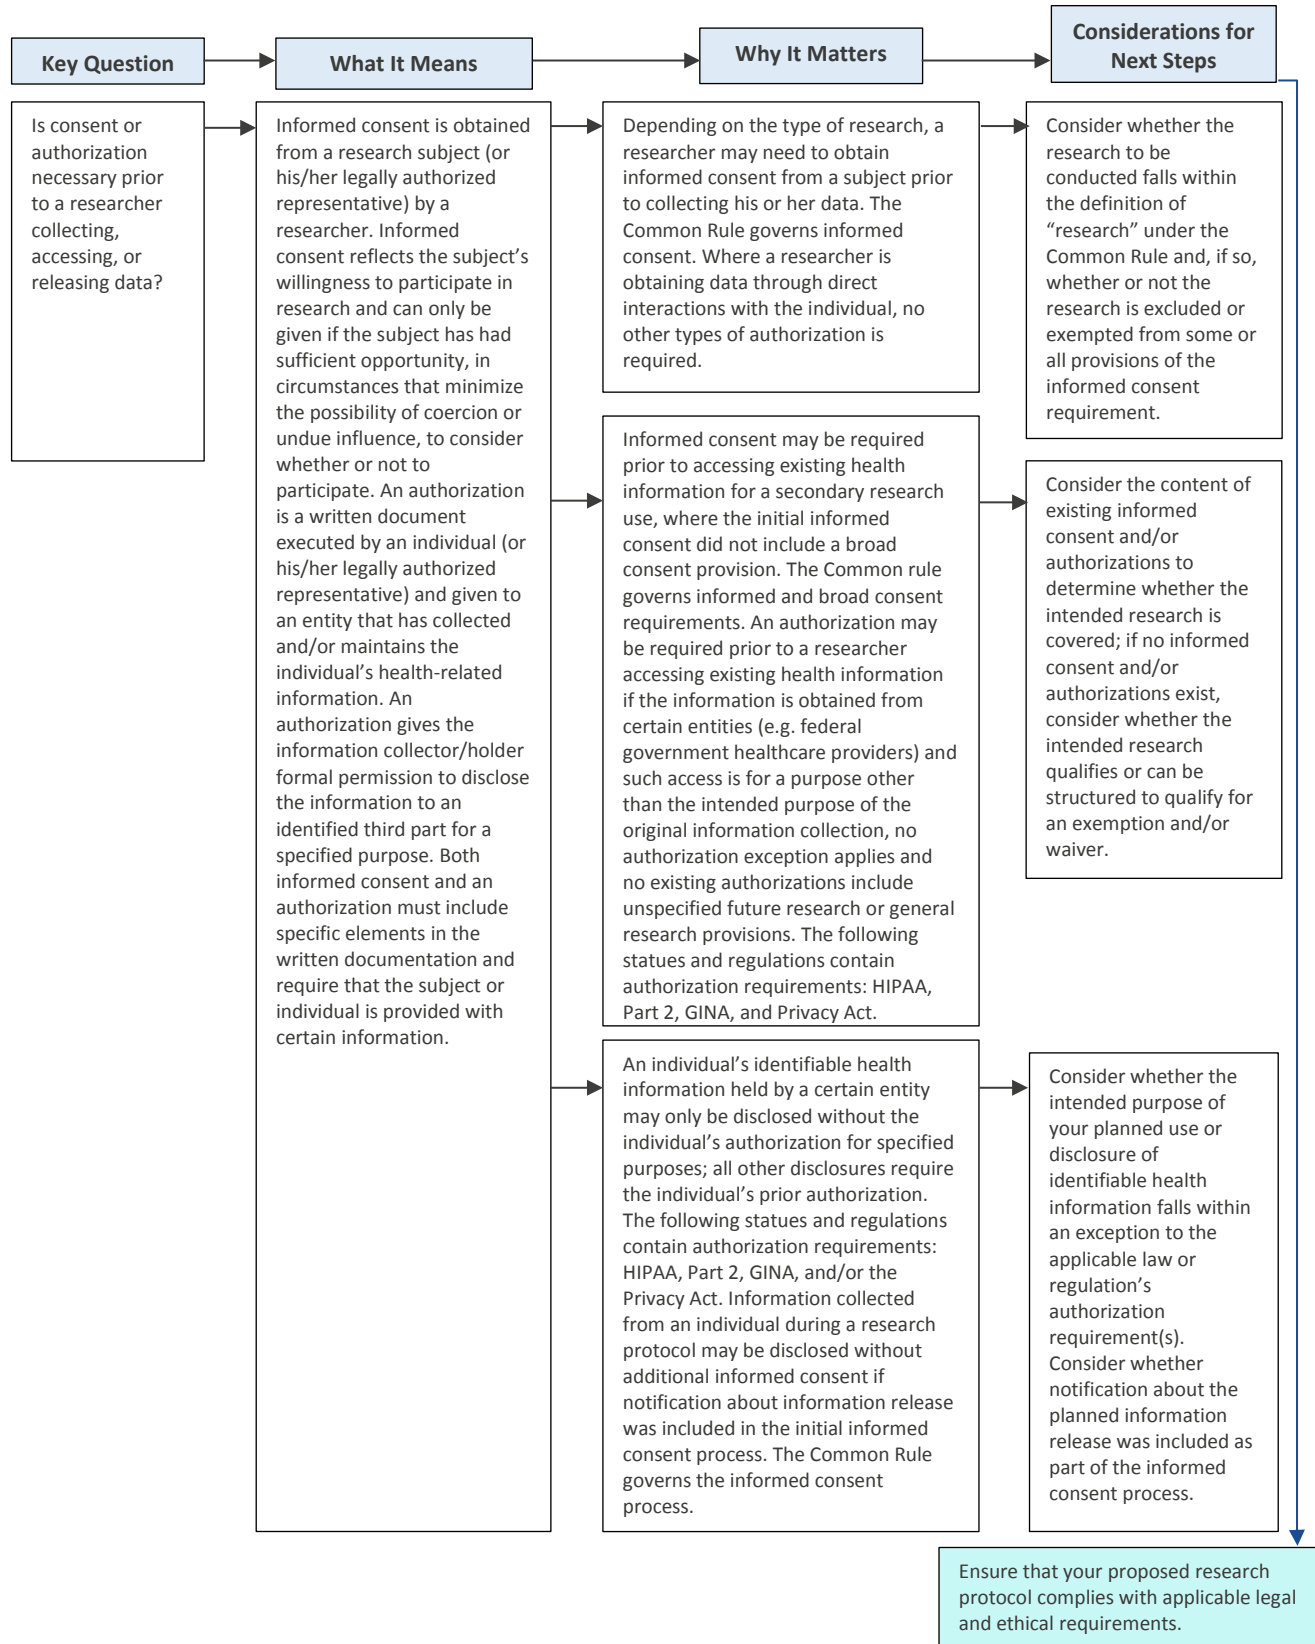 Key Question
What It Means
Why It Matters
Considerations for
Next Steps
Is consent or
authorization
necessary prior
to a researcher
collecting,
accessing, or
releasing data?
Informed consent is obtained
from a research subject (or
his/her legally authorized
representative) by a
researcher. Informed
consent reflects the subject’s
willingness to participate in
research and can only be
given if the subject has had
sufficient opportunity, in
circumstances that minimize
the possibility of coercion or
undue influence, to consider
whether or not to
participate. An authorization
is a written document
executed by an individual (or
his/her legally authorized
representative) and given to
an entity that has collected
and/or maintains the
individual’s health-related
information. An
authorization gives the
information collector/holder
formal permission to disclose
the information to an
identified third part for a
specified purpose. Both
informed consent and an
authorization must include
specific elements in the
written documentation and
require that the subject or
individual is provided with
certain information.
Depending on the type of research, a
researcher may need to obtain
informed consent from a subject prior
to collecting his or her data. The
Common Rule governs informed
consent. Where a researcher is
obtaining data through direct
interactions with the individual, no
other types of authorization is
required.
Consider whether the
research to be
conducted falls within
the definition of
“research” under the
Common Rule and, if so,
whether or not the
research is excluded or
exempted from some or
all provisions of the
informed consent
requirement.
Informed consent may be required
prior to accessing existing health
information for a secondary research
use, where the initial informed
consent did not include a broad
consent provision. The Common rule
governs informed and broad consent
requirements. An authorization may
be required prior to a researcher
accessing existing health information
if the information is obtained from
certain entities (e.g. federal
government healthcare providers) and
such access is for a purpose other
than the intended purpose of the
original information collection, no
authorization exception applies and
no existing authorizations include
unspecified future research or general
research provisions. The following
statues and regulations contain
authorization requirements: HIPAA,
Part 2, GINA, and Privacy Act.
Consider the content of
existing informed
consent and/or
authorizations to
determine whether the
intended research is
covered; if no informed
consent and/or
authorizations exist,
consider whether the
intended research
qualifies or can be
structured to qualify for
an exemption and/or
waiver.
An individual’s identifiable health
information held by a certain entity
may only be disclosed without the
individual’s authorization for specified
purposes; all other disclosures require
the individual’s prior authorization.
The following statues and regulations
contain authorization requirements:
HIPAA, Part 2, GINA, and/or the
Privacy Act. Information collected
from an individual during a research
protocol may be disclosed without
additional informed consent if
notification about information release
was included in the initial informed
consent process. The Common Rule
governs the informed consent
process.
Consider whether the
intended purpose of
your planned use or
disclosure of
identifiable health
information falls within
an exception to the
applicable law or
regulation’s
authorization
requirement(s).
Consider whether
notification about the
planned information
release was included as
part of the informed
consent process.
Ensure that your proposed research
protocol complies with applicable legal
and ethical requirements.